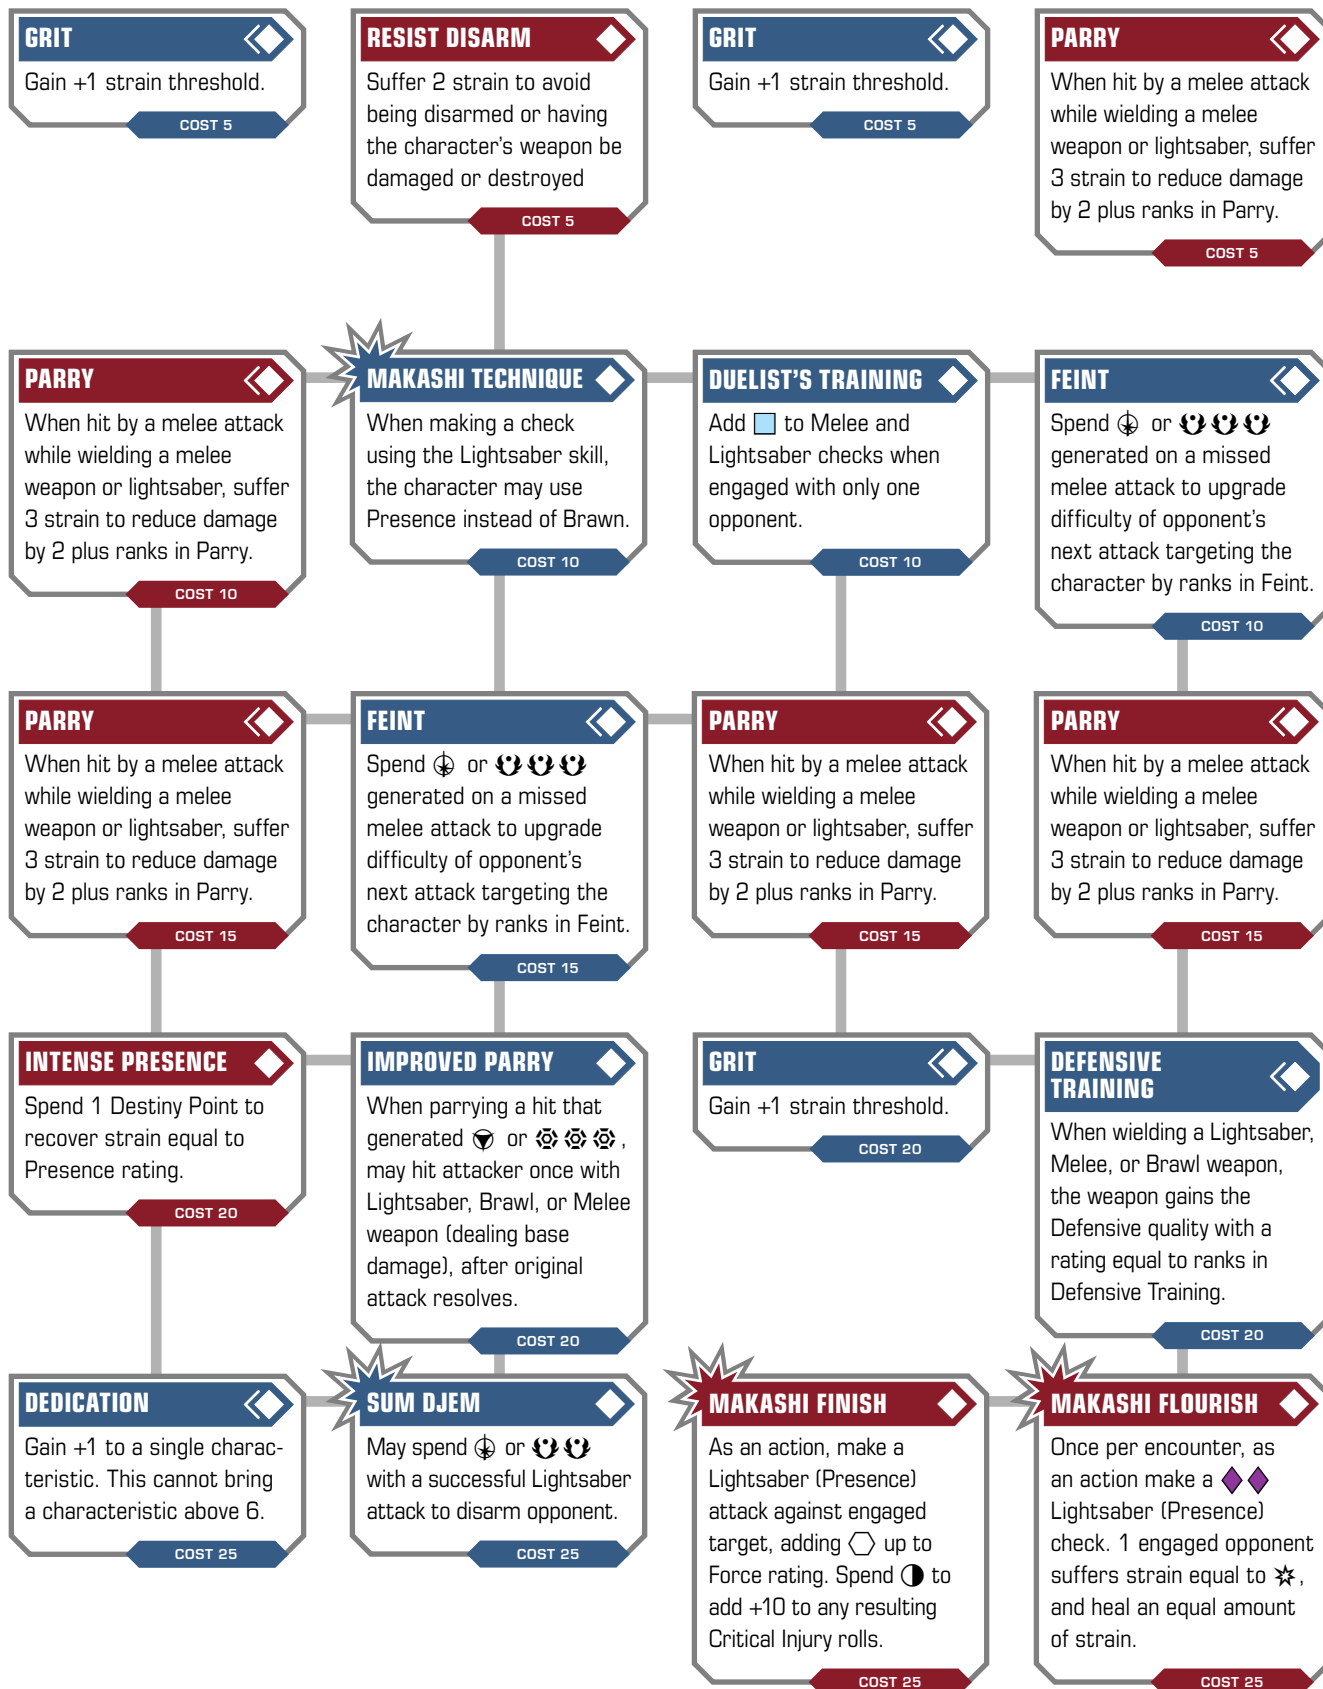 GRIT
Gain +1 strain threshold.
COST 5
RESIST DISARM
Suffer 2 strain to avoid
being disarmed or having
the character's weapon be
damaged or destroyed
COST 5
GRIT
Gain +1 strain threshold.
COST 5
PARRY
When hit by a melee attack
while wielding a melee
weapon or lightsaber, suffer
3 strain to reduce damage
by 2 plus ranks in Parry.
COST 5
PARRY
When hit by a melee attack
while wielding a melee
weapon or lightsaber, suffer
3 strain to reduce damage
by 2 plus ranks in Parry.
COST 10
MAKASHI TECHNIQUE
When making a check
using the Lightsaber skill,
the character may use
Presence instead of Brawn.
COST 10
DUELIST'S TRAINING
Add to Melee and
Lightsaber checks when
engaged with only one
opponent.
COST 10
FEINT
Spend or
generated on a missed
melee attack to upgrade
difficulty of opponent's
next attack targeting the
character by ranks in Feint.
COST 10
PARRY
When hit by a melee attack
while wielding a melee
weapon or lightsaber, suffer
3 strain to reduce damage
by 2 plus ranks in Parry.
COST 15
FEINT
Spend or
generated on a missed
melee attack to upgrade
difficulty of opponent's
next attack targeting the
character by ranks in Feint.
COST 15
PARRY
When hit by a melee attack
while wielding a melee
weapon or lightsaber, suffer
3 strain to reduce damage
by 2 plus ranks in Parry.
COST 15
PARRY
When hit by a melee attack
while wielding a melee
weapon or lightsaber, suffer
3 strain to reduce damage
by 2 plus ranks in Parry.
COST 15
INTENSE PRESENCE
Spend 1 Destiny Point to
recover strain equal to
Presence rating.
COST 20
IMPROVED PARRY
When parrying a hit that
generated or ,
may hit attacker once with
Lightsaber, Brawl, or Melee
weapon (dealing base
damage), after original
attack resolves.
COST 20
GRIT
Gain +1 strain threshold.
COST 20
DEFENSIVE
TRAINING
When wielding a Lightsaber,
Melee, or Brawl weapon,
the weapon gains the
Defensive quality with a
rating equal to ranks in
Defensive Training.
COST 20
DEDICATION
Gain +1 to a single charac-
teristic. This cannot bring
a characteristic above 6.
COST 25
SUM DJEM
May spend or
with a successful Lightsaber
attack to disarm opponent.
COST 25
MAKASHI FINISH
As an action, make a
Lightsaber (Presence)
attack against engaged
target, adding up to
Force rating. Spend to
add +10 to any resulting
Critical Injury rolls.
COST 25
MAKASHI FLOURISH
Once per encounter, as
an action make a
Lightsaber (Presence)
check. 1 engaged opponent
suffers strain equal to ,
and heal an equal amount
of strain.
COST 25